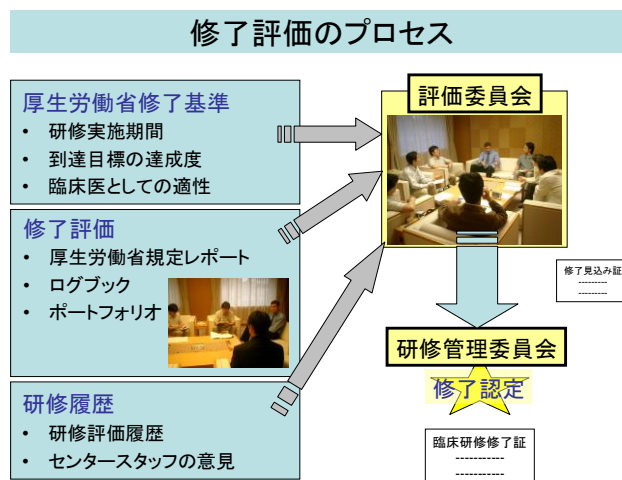 修了評価のプロセス
厚生労働省修了基準
• 研修実施期間
• 到達目標の達成度
• 臨床医としての適性
修了評価
• 厚生労働省規定レポート
• ログブック
• ポートフォリオ
研修履歴
• 研修評価履歴
• センタースタッフの意見
評価委員会
修了見込み証
---------
---------
研修管理委員会
修了認定
臨床研修修了証
-----------
-----------